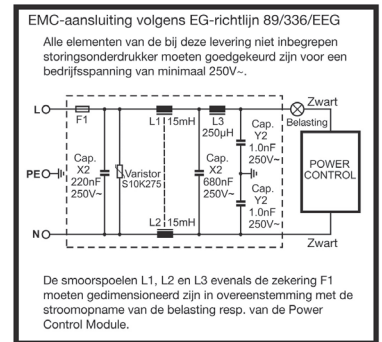 EMC-aansluiting volgens EG-richtlijn 89/336/EEG
Alle elementen van de bij deze levering niet inbegrepen
storingsonderdrukker moeten goedgekeurd zijn voor een
bedrijfsspanning van minimaal 250V~.
L
F1
L1 15mH
L3
250µH
Cap.
Y2
1.0nF
250V~
Zwart
Belasting
PE
Cap.
X2
220nF
250V~
Varistor
S10K275
Cap.
X2
680nF
250V~
Cap.
Y2
1.0nF
250V~
POWER
CONTROL
N
L2 15mH
Zwart
De smoorspoelen L1, L2 en L3 evenals de zekering F1
moeten gedimensioneerd zijn in overeenstemming met de
stroomopname van de belasting resp. van de Power
Control Module.